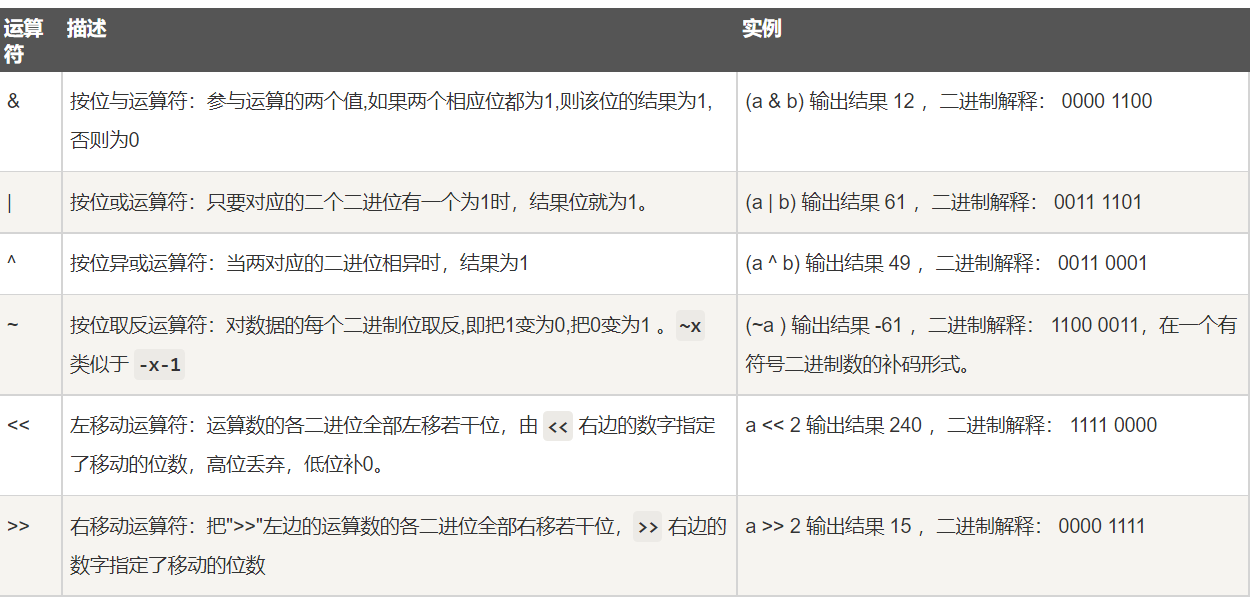 运算符 描述 实例
& 按位与运算符：参与运算的两个值,如果两个相应位都为1,则该位的结果为1,否则为0 (a & b) 输出结果 12 ，二进制解释： 0000 1100
| 按位或运算符：只要对应的二个二进位有一个为1时，结果位就为1。 (a | b) 输出结果 61 ，二进制解释： 0011 1101
^ 按位异或运算符：当两对应的二进位相异时，结果为1 (a ^ b) 输出结果 49 ，二进制解释： 0011 0001
~ 按位取反运算符：对数据的每个二进制位取反,即把1变为0,把0变为1 。~x 类似于 -x-1 (~a ) 输出结果 -61 ，二进制解释： 1100 0011，在一个有符号二进制数的补码形式。
<< 左移动运算符：运算数的各二进位全部左移若干位，由 << 右边的数字指定了移动的位数，高位丢弃，低位补0。 a << 2 输出结果 240 ，二进制解释： 1111 0000
>> 右移动运算符：把">>"左边的运算数的各二进位全部右移若干位，>> 右边的数字指定了移动的位数 a >> 2 输出结果 15 ，二进制解释： 0000 1111